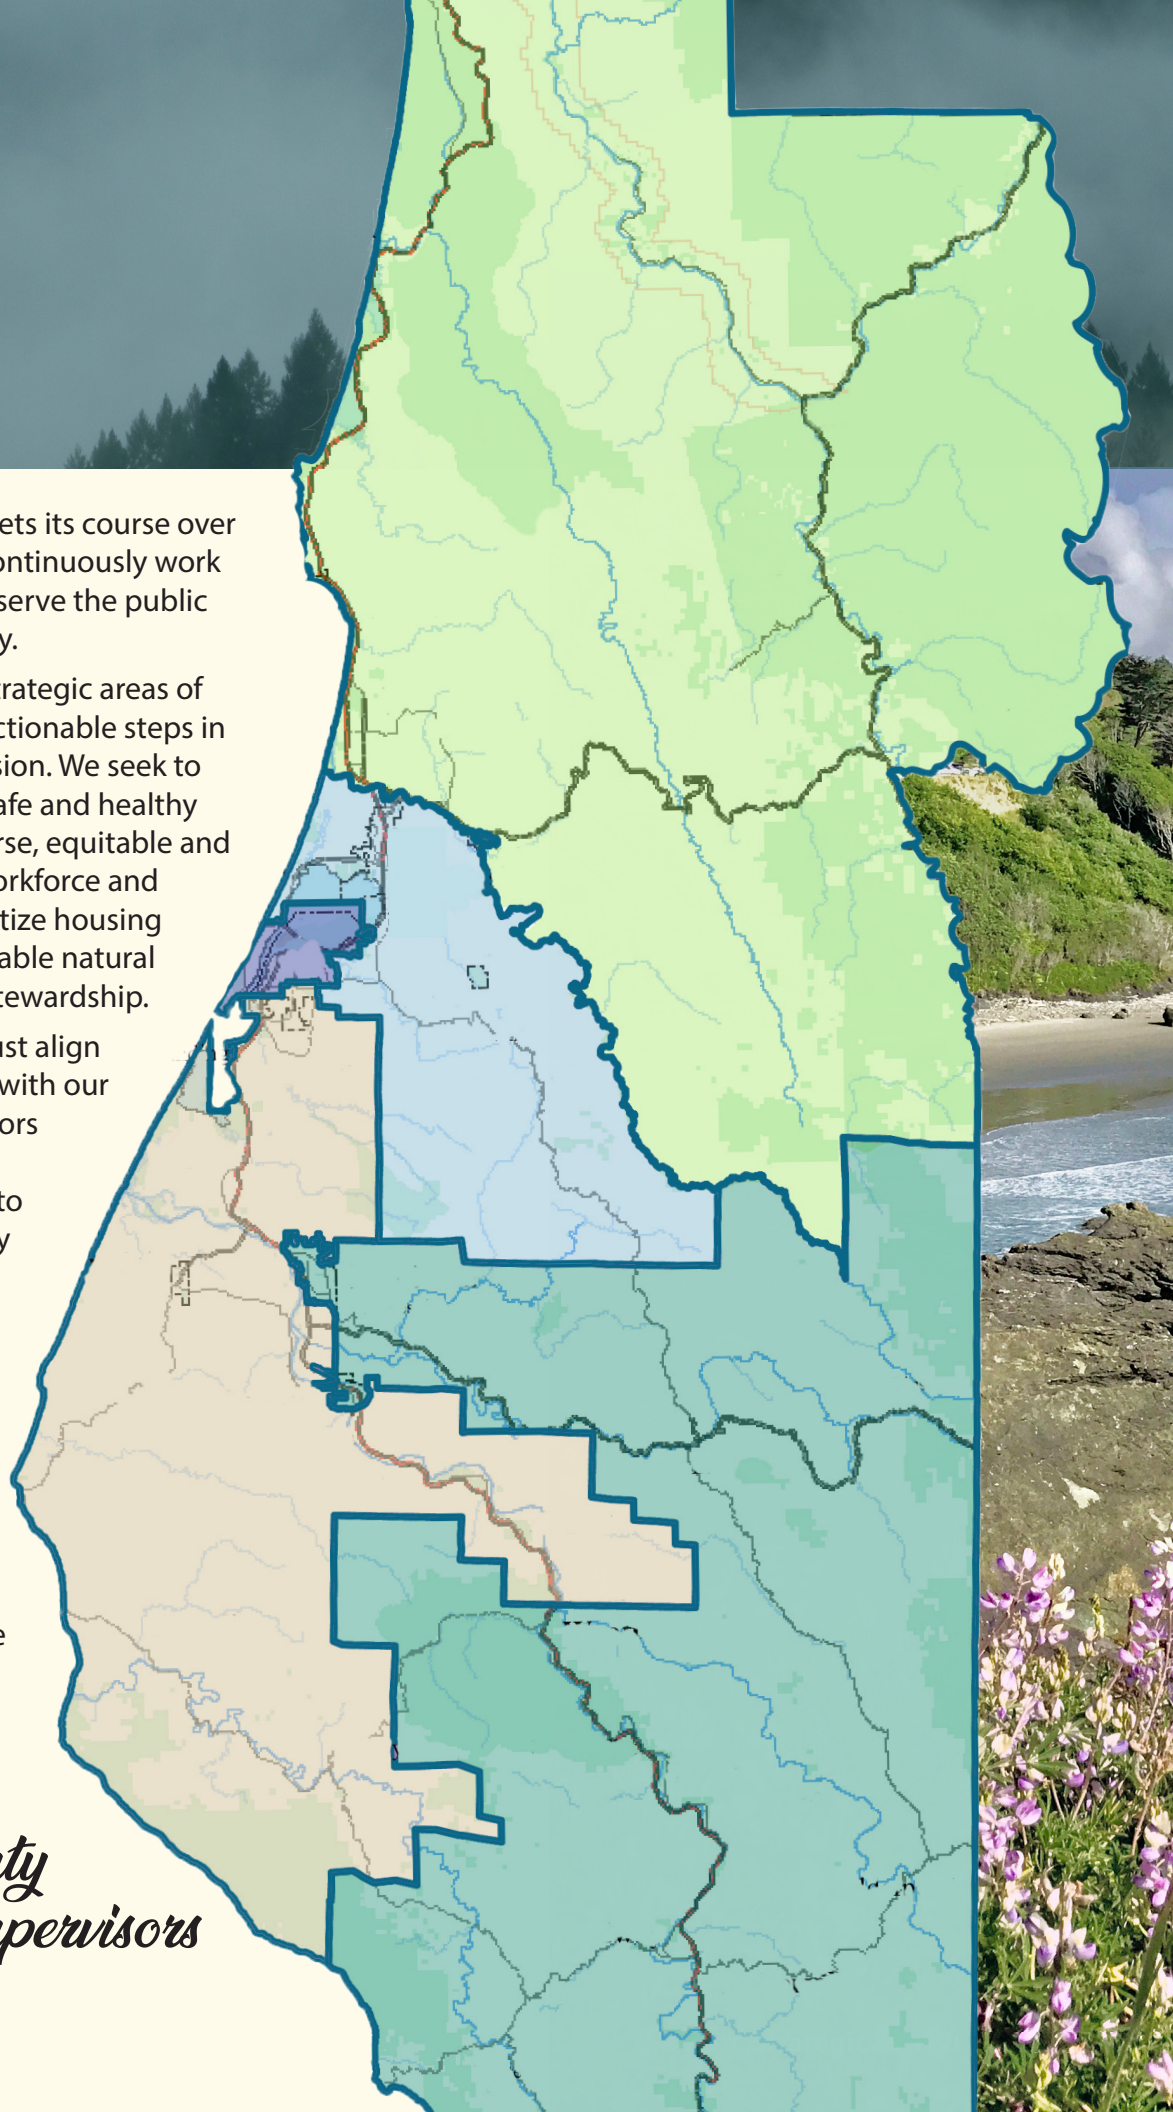 ets its course over
ontinuously work
serve the public
y.
trategic areas of
ctionable steps in
sion. We seek to
afe and healthy
rse, equitable and
orkforce and
tize housing
able natural
tewardship.
ust align
with our
ors
to
y
e
nty
pervisors